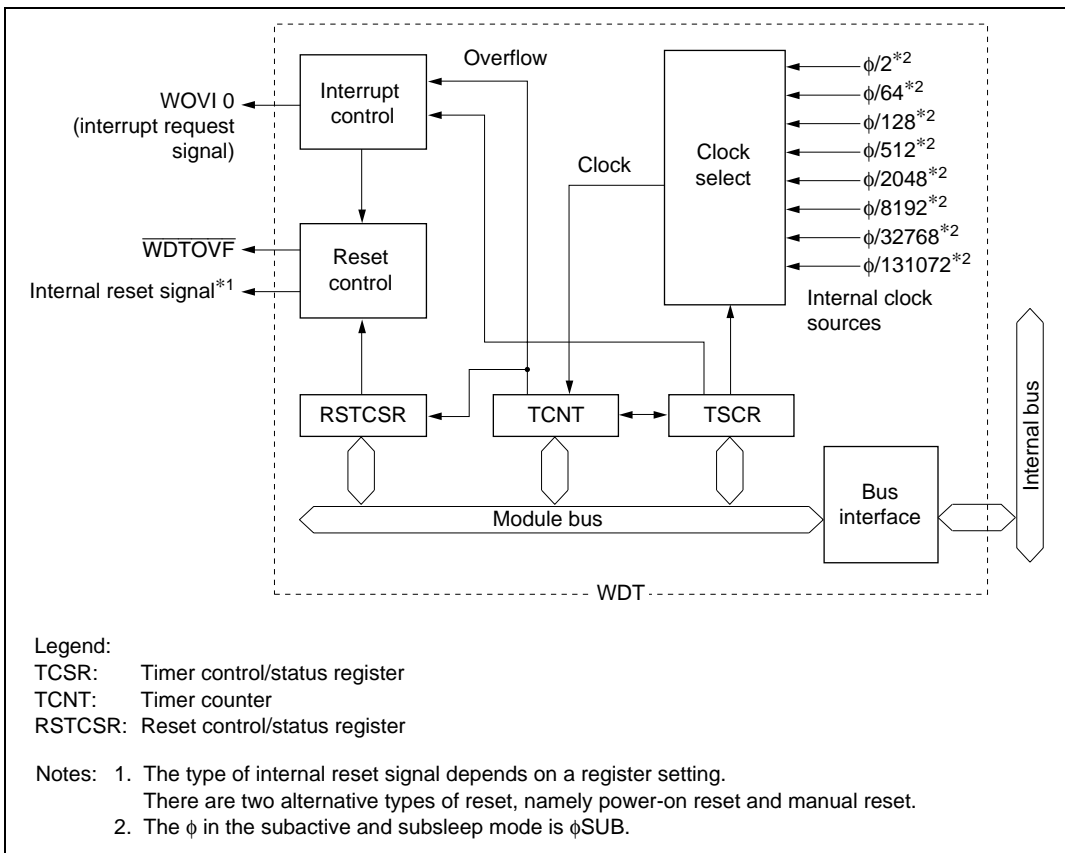 Overflow
Interrupt
control
WOVI 0
(interrupt request
signal)
Clock
Clock
select
ϕ/2*2
ϕ/64*2
ϕ/128*2
ϕ/512*2
ϕ/2048*2
ϕ/8192*2
ϕ/32768*2
ϕ/131072*2
Internal clock
sources
WDTOVF
Internal reset signal*1
Reset
control
RSTCSR
TCNT
TSCR
Module bus
Bus
interface
Internal bus
WDT
Legend:
TCSR: Timer control/status register
TCNT: Timer counter
RSTCSR: Reset control/status register
Notes: 1. The type of internal reset signal depends on a register setting.
There are two alternative types of reset, namely power-on reset and manual reset.
2. The ϕ in the subactive and subsleep mode is ϕSUB.